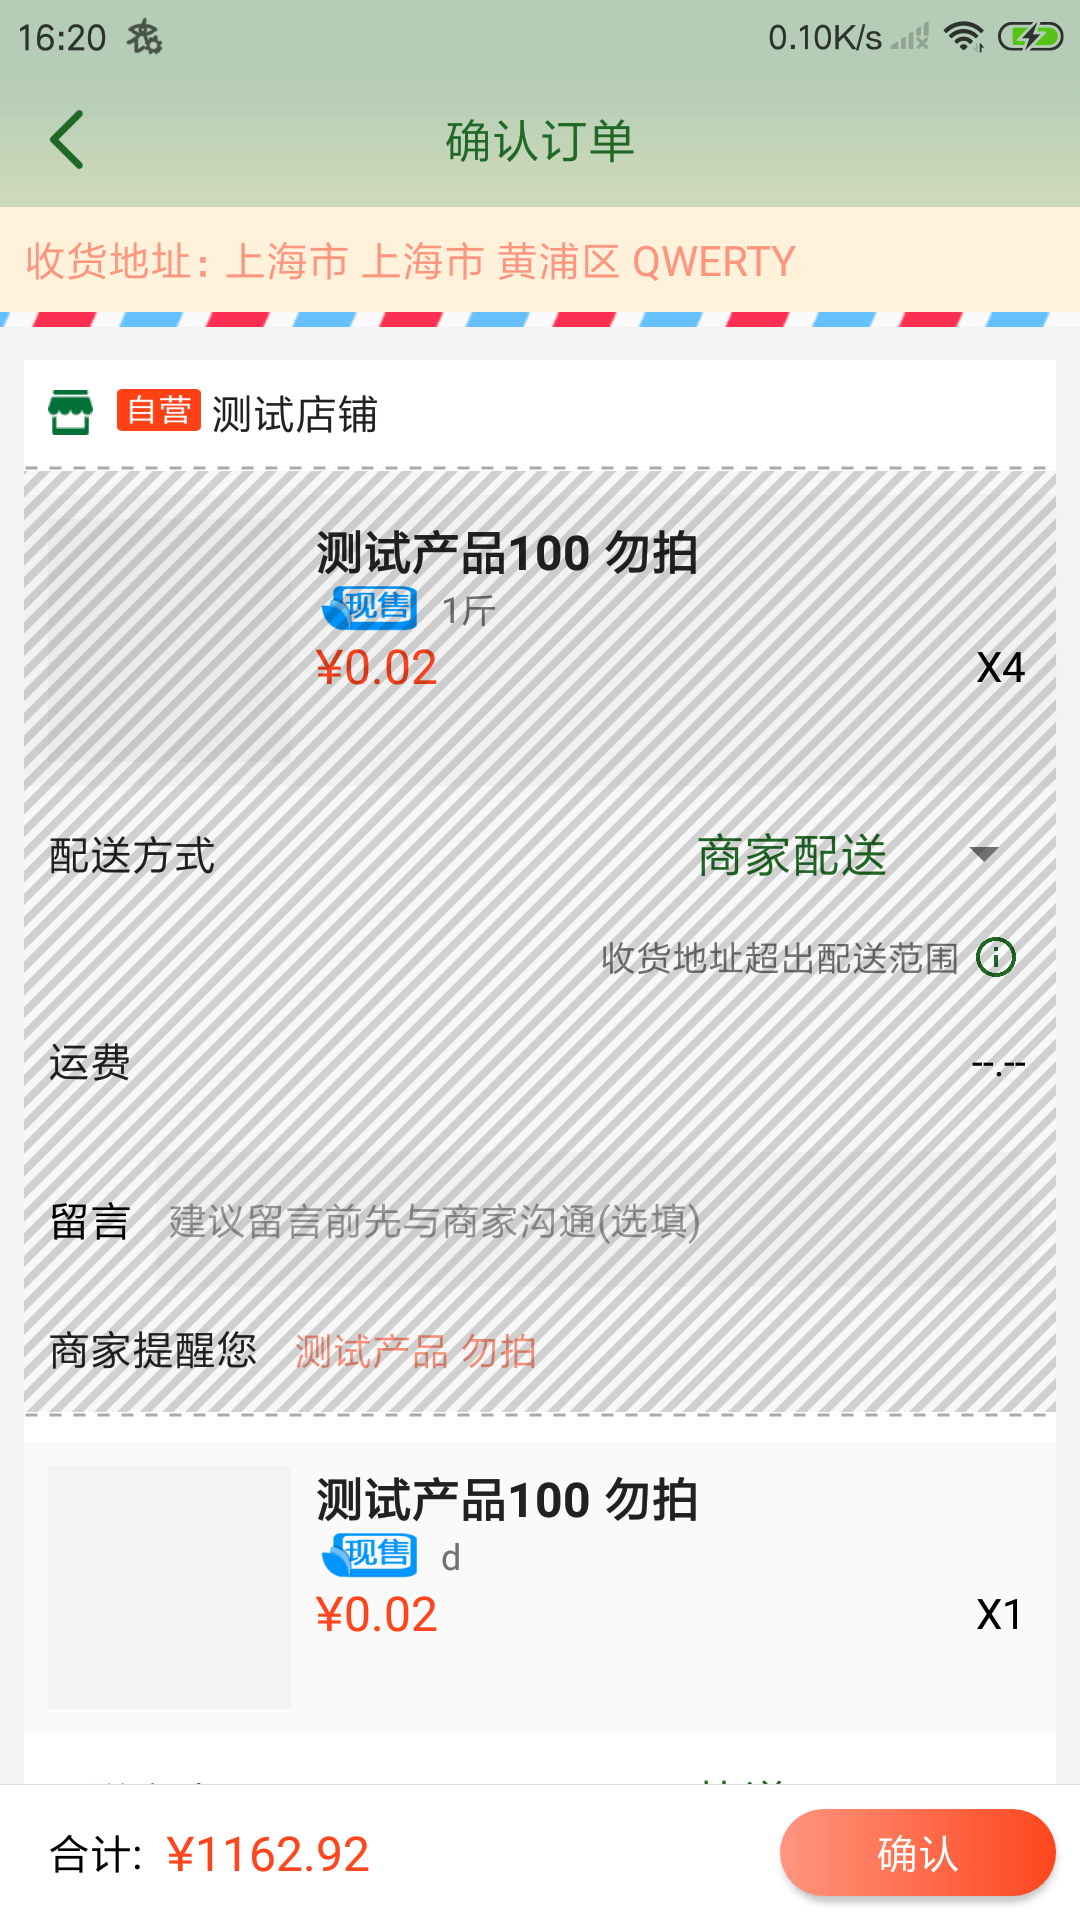 16:20
0.10K/s
确认订单
收货地址：上海市 上海市 黄浦区 QWERTY
自营 测试店铺
测试产品100 勿拍
现售 1斤
¥0.02 X4
配送方式 商家配送
收货地址超出配送范围
运费 --.--
留言 建议留言前先与商家沟通(选填)
商家提醒您 测试产品 勿拍
测试产品100 勿拍
现售 d
¥0.02 X1
合计: ¥1162.92
确认